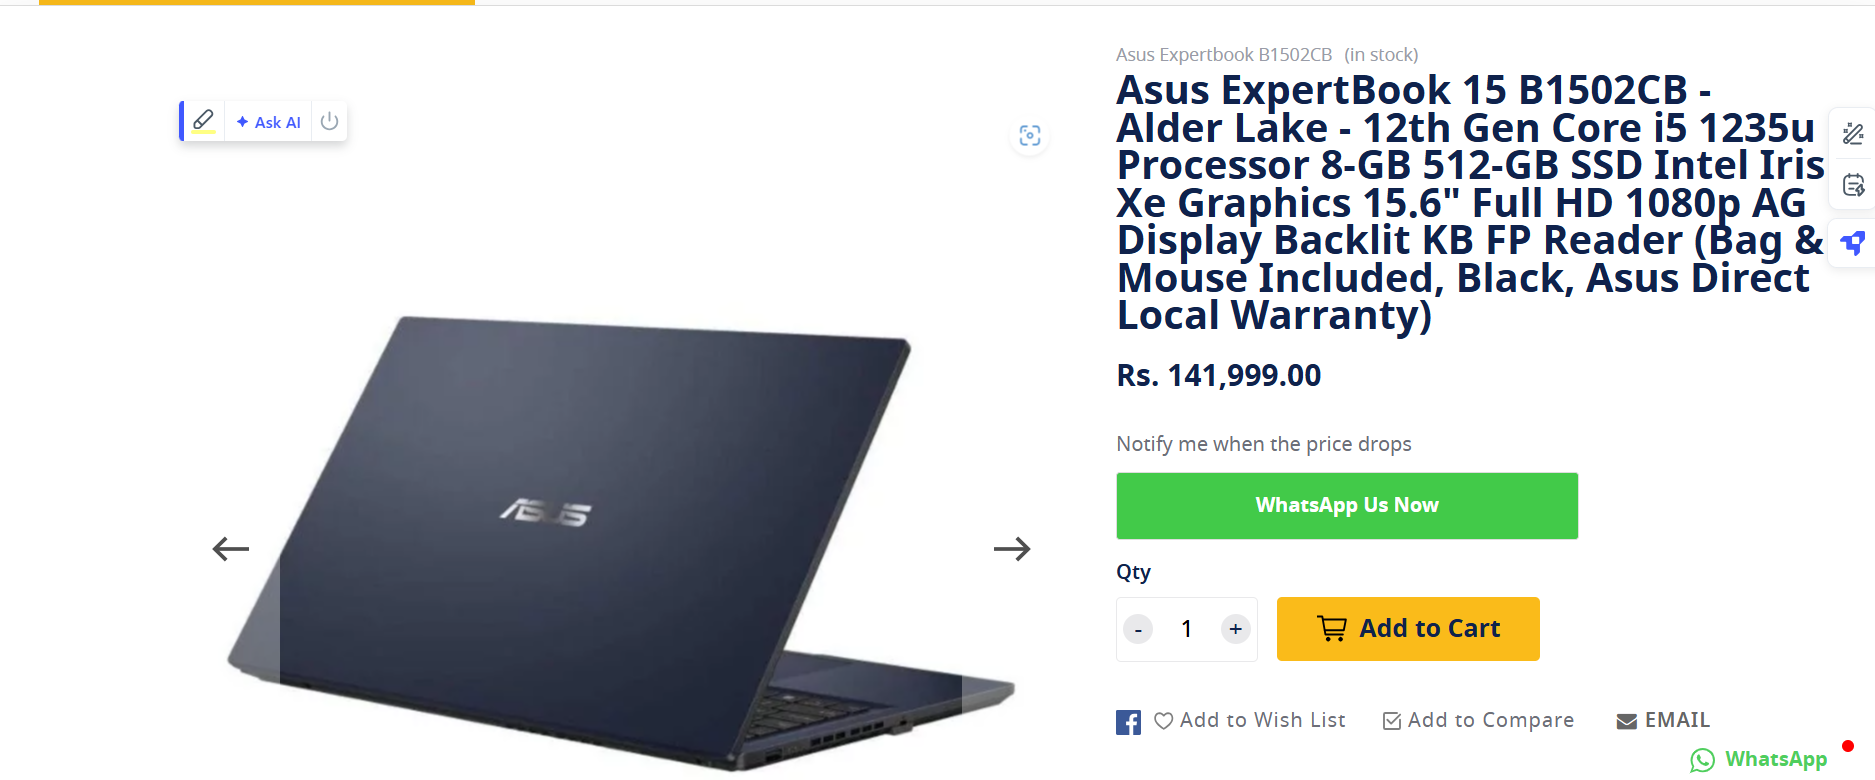 Asus Expertbook B1502CB (in stock)
Asus ExpertBook 15 B1502CB -
Alder Lake - 12th Gen Core i5 1235u
Processor 8-GB 512-GB SSD Intel Iris
Xe Graphics 15.6" Full HD 1080p AG
Display Backlit KB FP Reader (Bag &
Mouse Included, Black, Asus Direct
Local Warranty)
Rs. 141,999.00
Notify me when the price drops
WhatsApp Us Now
Qty
- 1 +
Add to Cart
Add to Wish List
Add to Compare
EMAIL
WhatsApp
Ask AI
ASUS